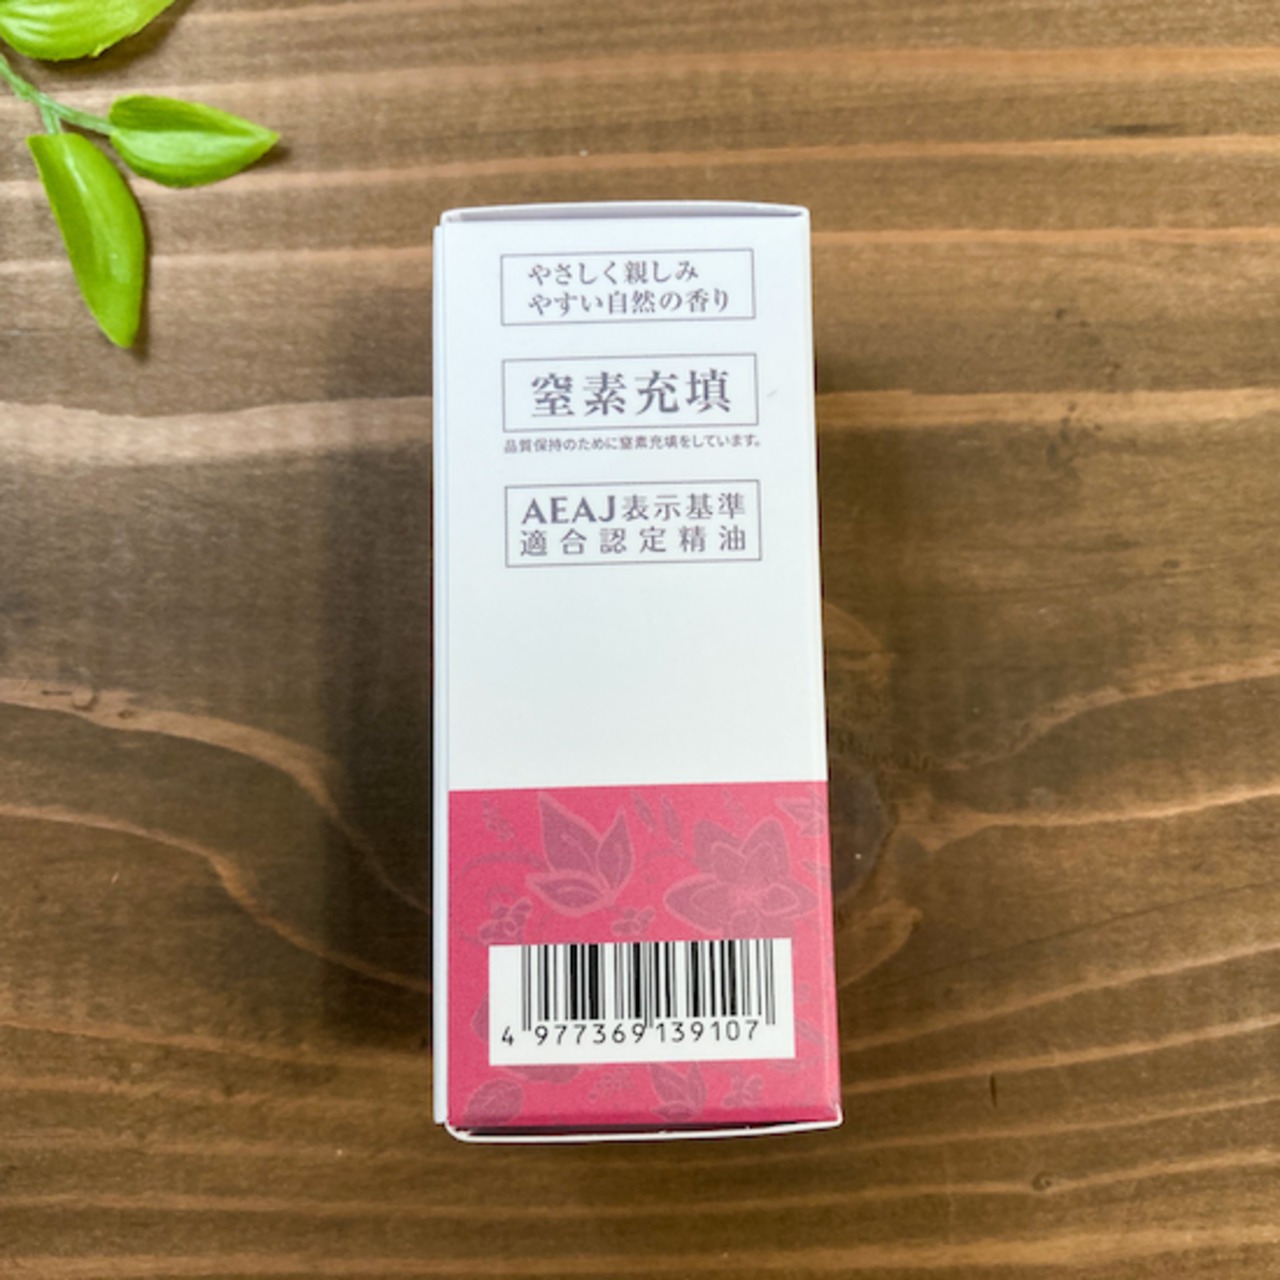 やさしく親しみ
やすい自然の香り
窒素充填
品質保持のために窒素充填をしています。
AEAJ表示基準
適合認定精油
4 977369 139107